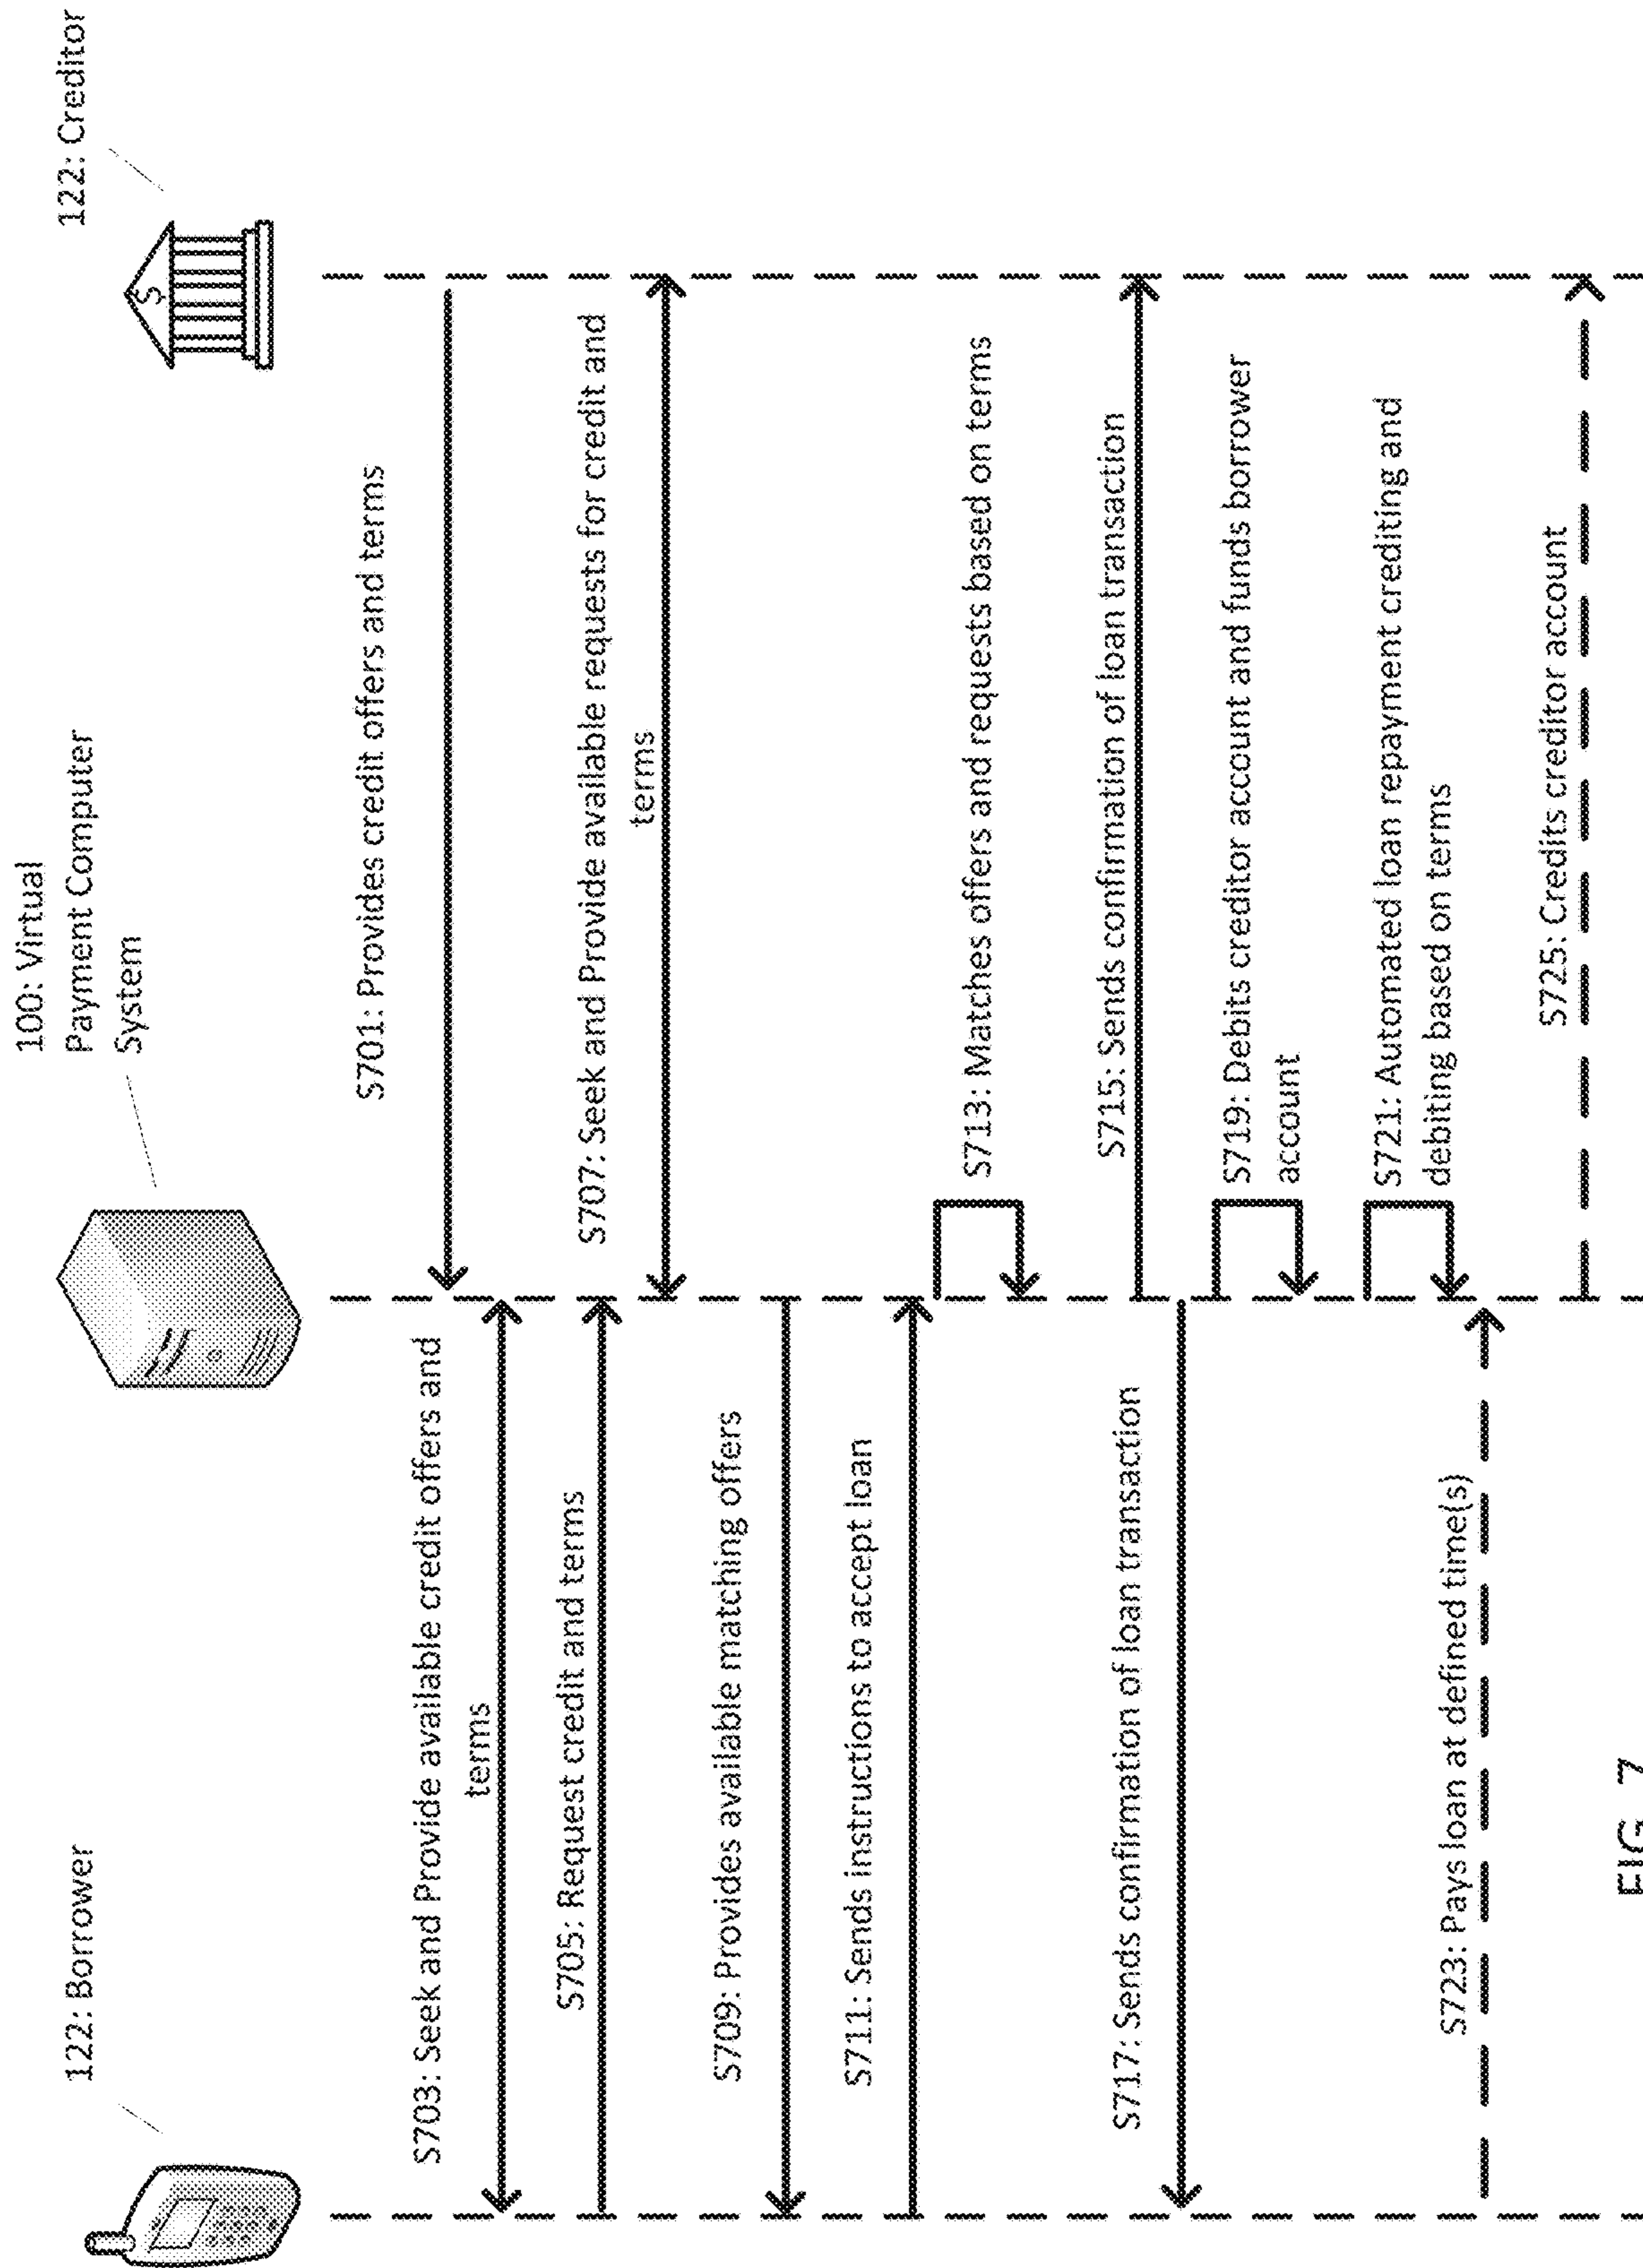 122: Borrower
100: Virtual
Payment Computer
System
122: Creditor
S701: Provides credit offers and terms
S703: Seek and Provide available credit offers and
terms
S705: Request credit and terms
S707: Seek and Provide available requests for credit and
terms
S709: Provides available matching offers
S711: Sends instructions to accept loan
S713: Matches offers and requests based on terms
S715: Sends confirmation of loan transaction
S717: Sends confirmation of loan transaction
S719: Debits creditor account and funds borrower
account
S721: Automated loan repayment crediting and
debiting based on terms
S723: Pays loan at defined time(s)
S725: Credits creditor account
$
FIG. 7